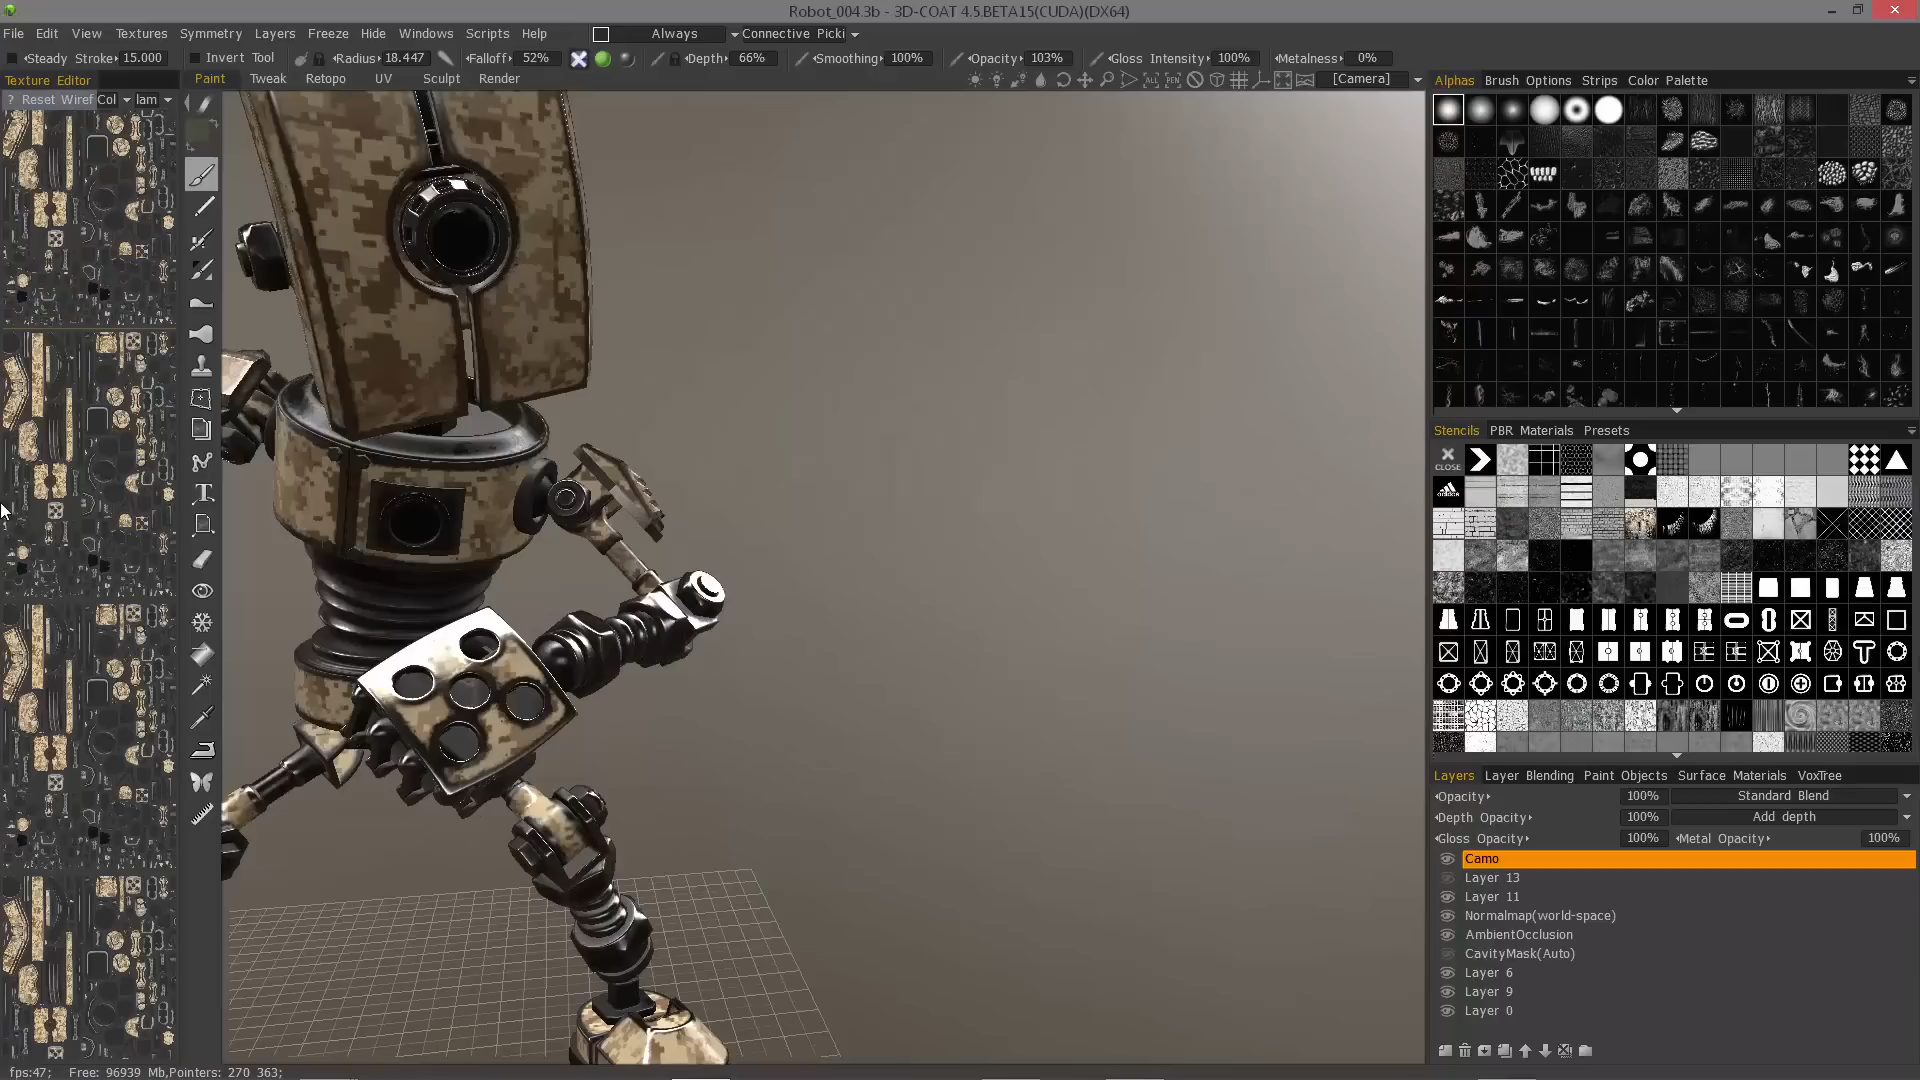 Robot_004.3b - 3D-COAT 4.5.BETA15(CUDA)(DX64)
File Edit View Textures Symmetry Layers Freeze Hide Windows Scripts Help Always Connective Picki
Steady Stroke 15.000 Invert Tool Radius 18.447 Falloff 52% Depth 66% Smoothing 100% Opacity 103% Gloss Intensity 100% Metalness 0%
Texture Editor Paint Tweak Retopo UV Sculpt Render [Camera] Alphas Brush Options Strips Color Palette
? Reset Wiref Col lam
Stencils PBR Materials Presets
CLOSE
adidas
Layers Layer Blending Paint Objects Surface Materials VoxTree
Opacity 100% Standard Blend
Depth Opacity 100% Add depth
Gloss Opacity 100% Metal Opacity 100%
Camo
Layer 13
Layer 11
Normalmap(world-space)
AmbientOcclusion
CavityMask(Auto)
Layer 6
Layer 9
Layer 0
fps:47; Free: 96939 Mb,Pointers: 270 363;